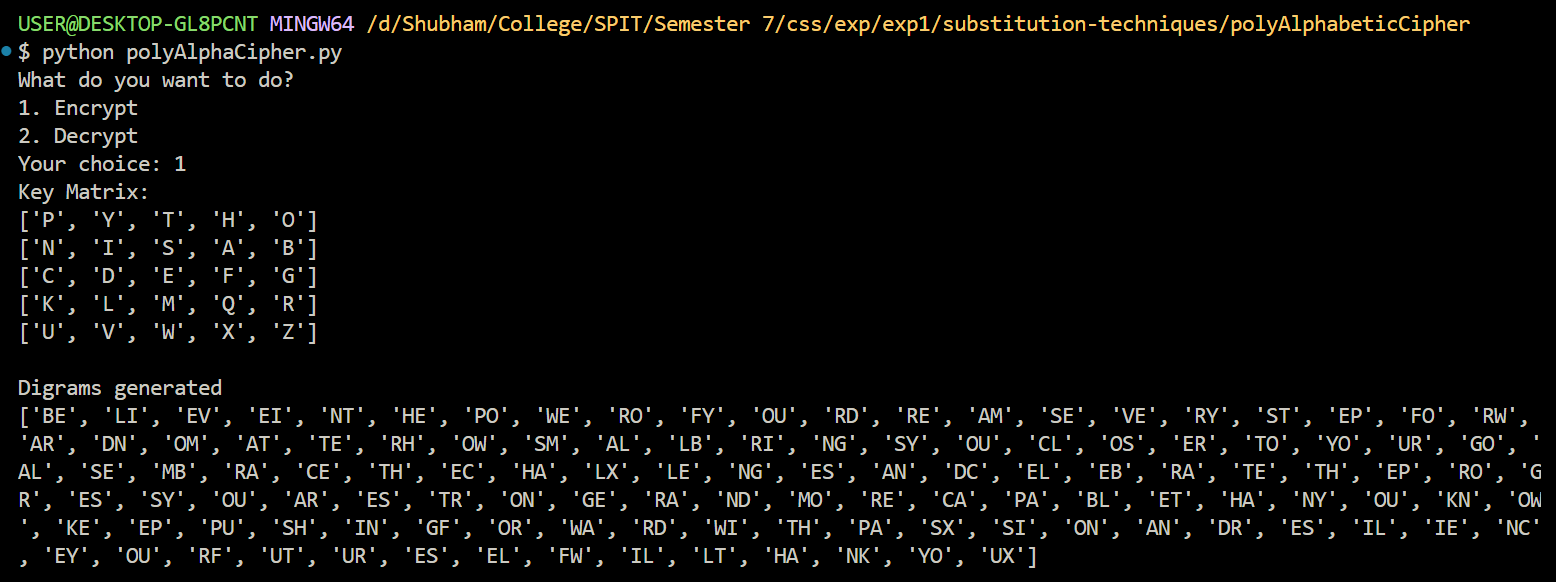 USER@DESKTOP-GL8PCNT MINGW64 /d/Shubham/College/SPIT/Semester 7/css/exp/exp1/substitution-techniques/polyAlphabeticCipher
$ python polyAlphaCipher.py
What do you want to do?
1. Encrypt
2. Decrypt
Your choice: 1
Key Matrix:
['P', 'Y', 'T', 'H', 'O']
['N', 'I', 'S', 'A', 'B']
['C', 'D', 'E', 'F', 'G']
['K', 'L', 'M', 'Q', 'R']
['U', 'V', 'W', 'X', 'Z']
Digrams generated
['BE', 'LI', 'EV', 'EI', 'NT', 'HE', 'PO', 'WE', 'RO', 'FY', 'OU', 'RD', 'RE', 'AM', 'SE', 'VE', 'RY', 'ST', 'EP', 'FO', 'RW',
'AR', 'DN', 'OM', 'AT', 'TE', 'RH', 'OW', 'SM', 'AL', 'LB', 'RI', 'NG', 'SY', 'OU', 'CL', 'OS', 'ER', 'TO', 'YO', 'UR', 'GO', '
AL', 'SE', 'MB', 'RA', 'CE', 'TH', 'EC', 'HA', 'LX', 'LE', 'NG', 'ES', 'AN', 'DC', 'EL', 'EB', 'RA', 'TE', 'TH', 'EP', 'RO', 'G
R', 'ES', 'SY', 'OU', 'AR', 'ES', 'TR', 'ON', 'GE', 'RA', 'ND', 'MO', 'RE', 'CA', 'PA', 'BL', 'ET', 'HA', 'NY', 'OU', 'KN', 'OW
', 'KE', 'EP', 'PU', 'SH', 'IN', 'GF', 'OR', 'WA', 'RD', 'WI', 'TH', 'PA', 'SX', 'SI', 'ON', 'AN', 'DR', 'ES', 'IL', 'IE', 'NC'
, 'EY', 'OU', 'RF', 'UT', 'UR', 'ES', 'EL', 'FW', 'IL', 'LT', 'HA', 'NK', 'YO', 'UX']